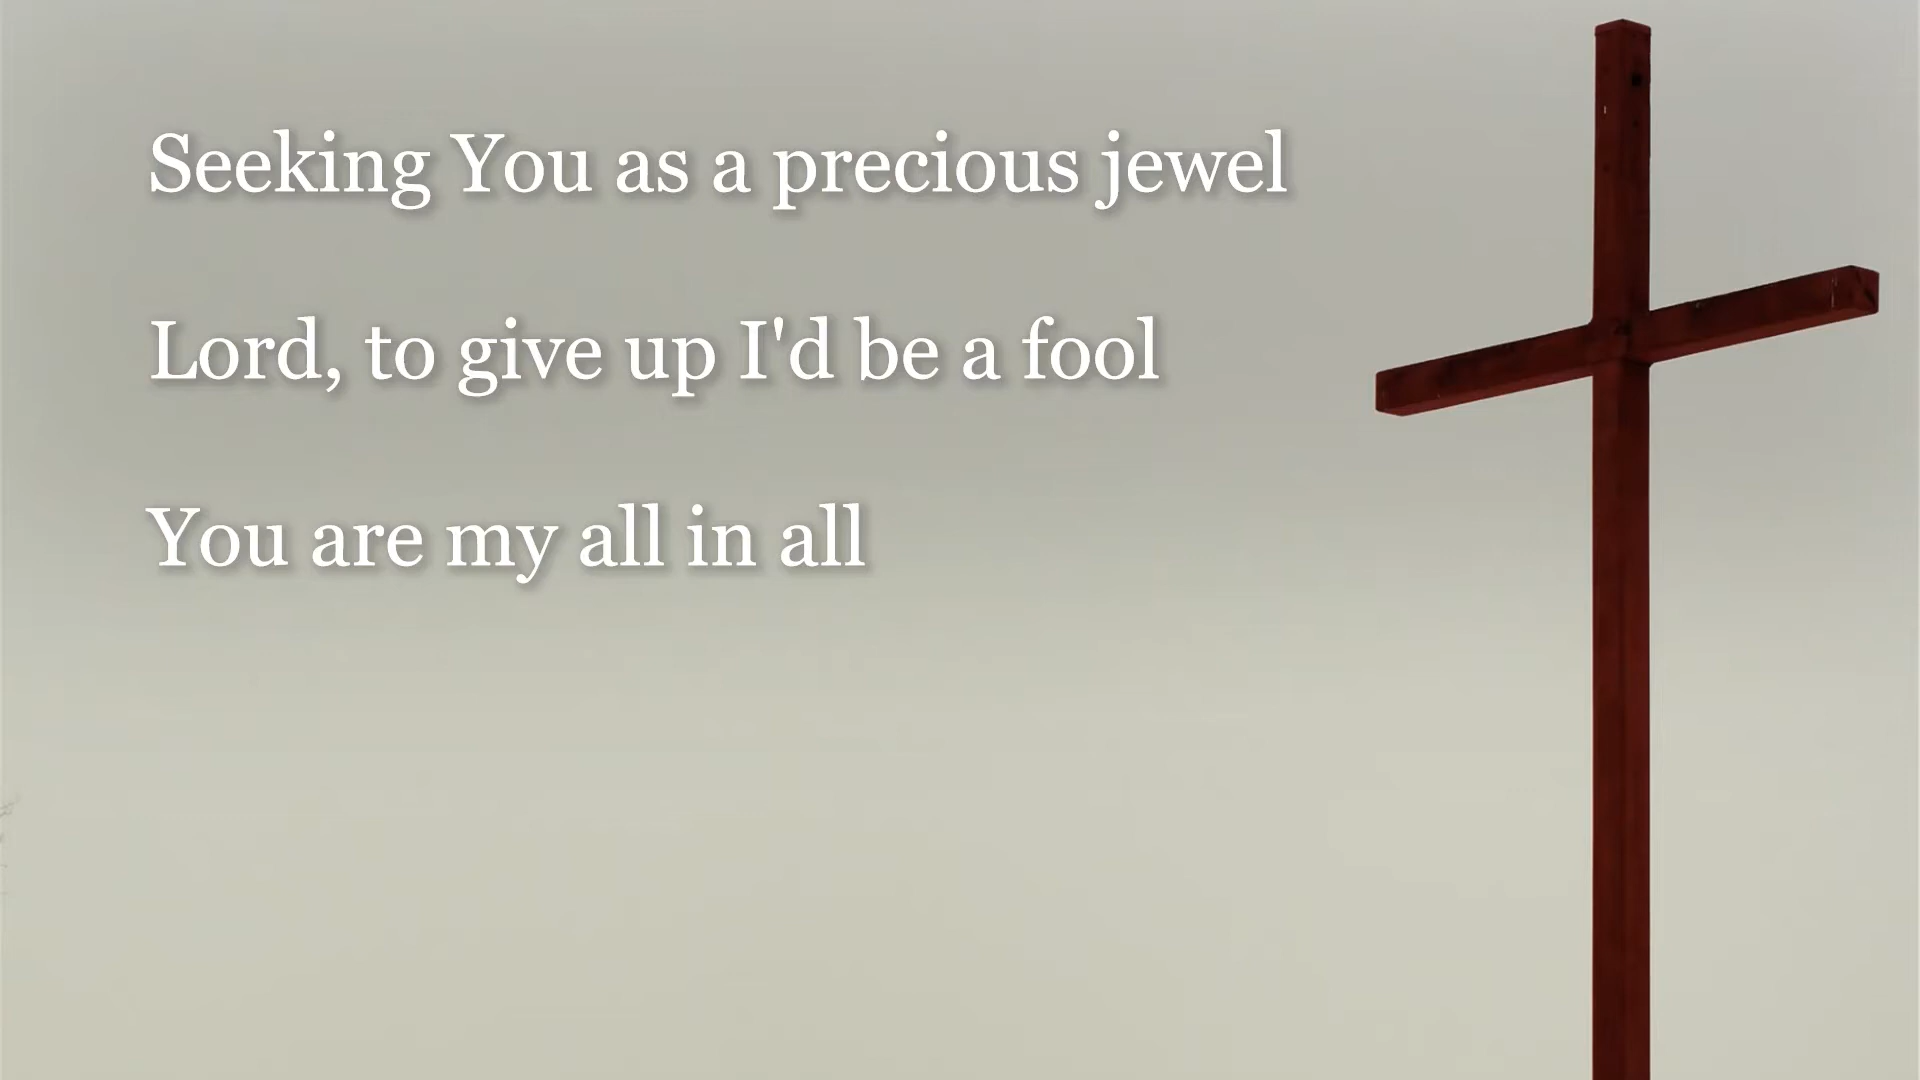 Seeking You as a precious jewel
Lord, to give up I'd be a fool
You are my all in all